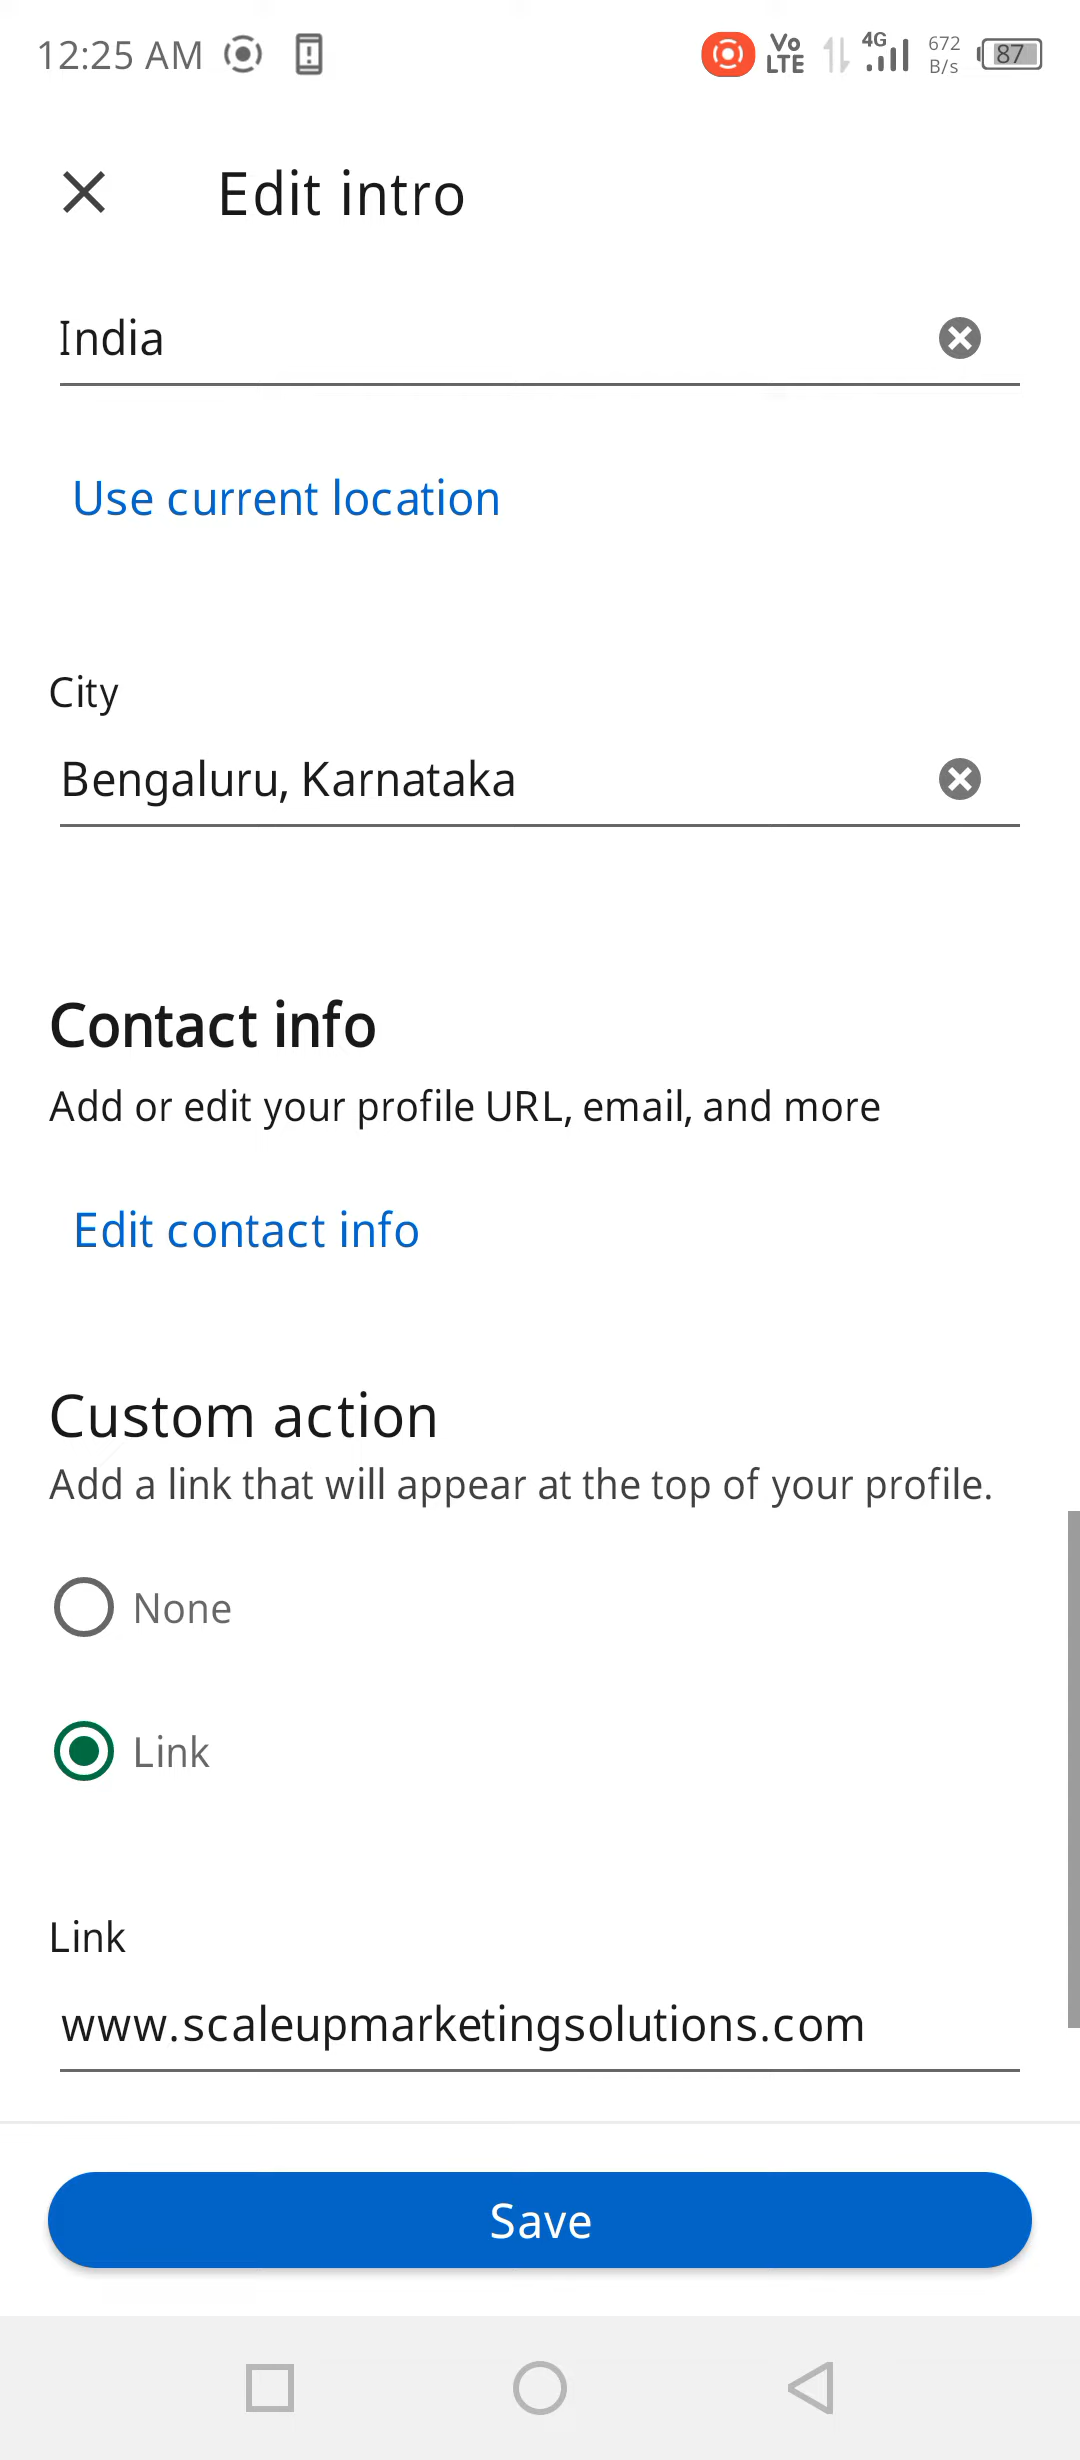 12:25 AM
Vo LTE 4G 672 B/s 87
Edit intro
India
Use current location
City
Bengaluru, Karnataka
Contact info
Add or edit your profile URL, email, and more
Edit contact info
Custom action
Add a link that will appear at the top of your profile.
None
Link
Link
www.scaleupmarketingsolutions.com
Save